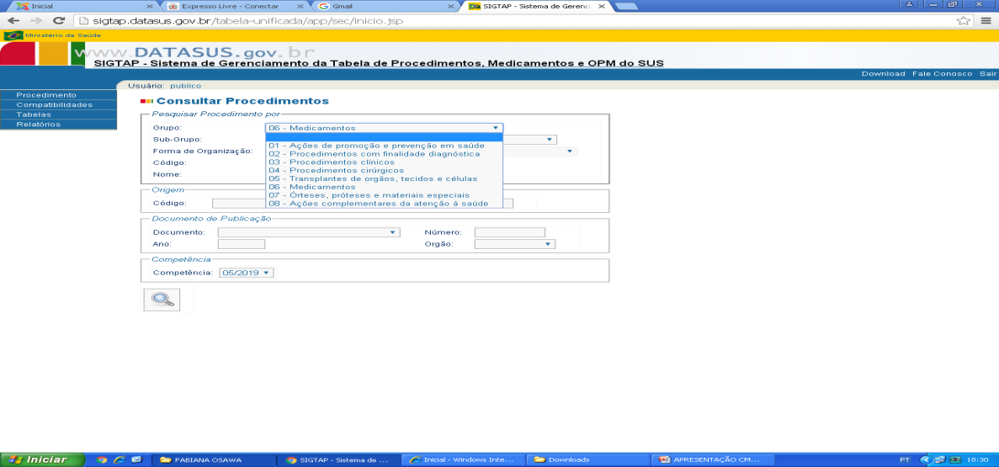 Inicial
Expresso Livre - Conectar
Gmail
SIGTAP - Sistema de Gerenci
sigtap.datasus.gov.br/tabela-unificada/app/sec/inicio.jsp
Ministério da Saúde
www.DATASUS.gov.br
SIGTAP - Sistema de Gerenciamento da Tabela de Procedimentos, Medicamentos e OPM do SUS
Download Fale Conosco Sair
Usuário: publico
Procedimento
Compatibilidades
Tabelas
Relatórios
Consultar Procedimentos
Pesquisar Procedimento por
Grupo: 06 - Medicamentos
Sub-Grupo:
Forma de Organização:
Código:
Nome:
01 - Ações de promoção e prevenção em saúde
02 - Procedimentos com finalidade diagnóstica
03 - Procedimentos clínicos
04 - Procedimentos cirúrgicos
05 - Transplantes de orgãos, tecidos e células
06 - Medicamentos
07 - Órteses, próteses e materiais especiais
08 - Ações complementares da atenção à saúde
Origem
Código:
Documento de Publicação
Documento: Número:
Ano: Orgão:
Competência
Competência: 05/2019
Iniciar
FABIANA OSAWA
SIGTAP - Sistema de ...
Inicial - Windows Inte...
Downloads
APRESENTAÇÃO CM...
PT
18:30